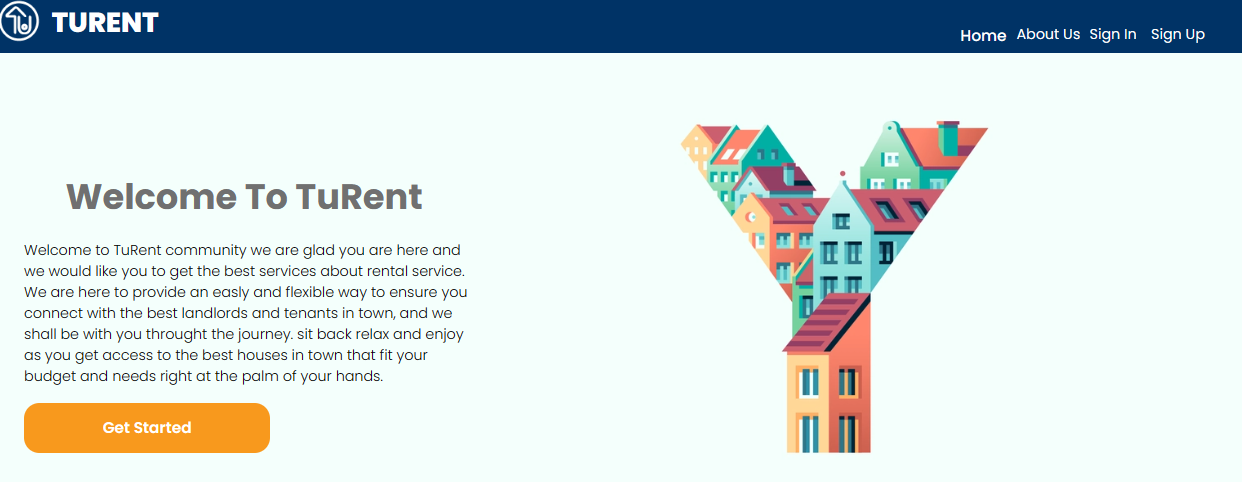 TURENT
Home About Us Sign In Sign Up
Welcome To TuRent
Welcome to TuRent community we are glad you are here and
we would like you to get the best services about rental service.
We are here to provide an easly and flexible way to ensure you
connect with the best landlords and tenants in town, and we
shall be with you throught the journey. sit back relax and enjoy
as you get access to the best houses in town that fit your
budget and needs right at the palm of your hands.
Get Started